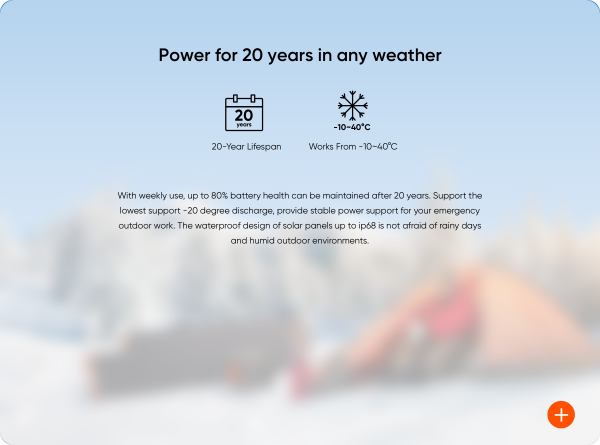 Power for 20 years in any weather
20
years
-10~40°C
20-Year Lifespan
Works From -10~40°C
With weekly use, up to 80% battery health can be maintained after 20 years. Support the
lowest support -20 degree discharge, provide stable power support for your emergency
outdoor work. The waterproof design of solar panels up to ip68 is not afraid of rainy days
and humid outdoor environments.